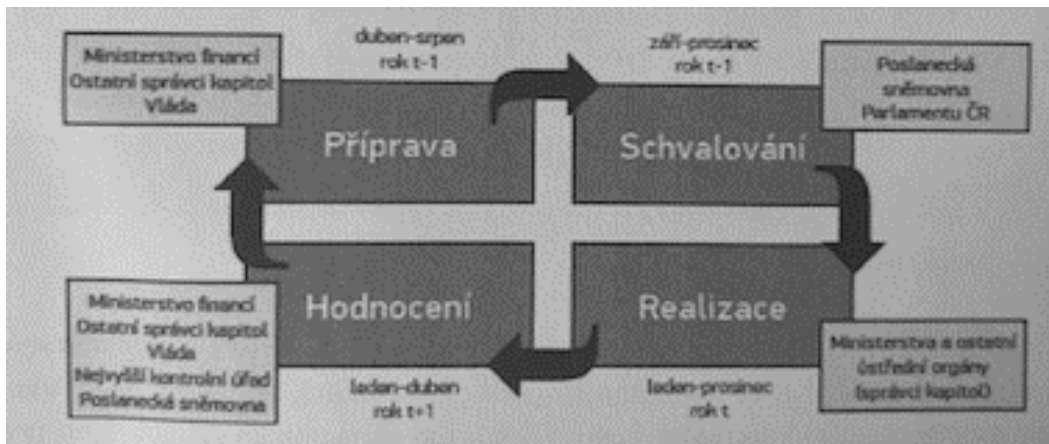 Ministerstvo financí
Ostatní správci kapitol
Vláda
duben-srpen
rok t-1
září-prosinec
rok t-1
Poslanecká
sněmovna
Parlamentu ČR
Příprava
Schvalování
Hodnocení
Realizace
Ministerstvo financí
Ostatní správci kapitol
Vláda
Nejvyšší kontrolní úřad
Poslanecká sněmovna
leden-duben
rok t+1
leden-prosinec
rok t
Ministerstva a ostatní
ústřední orgány
(správci kapitol)